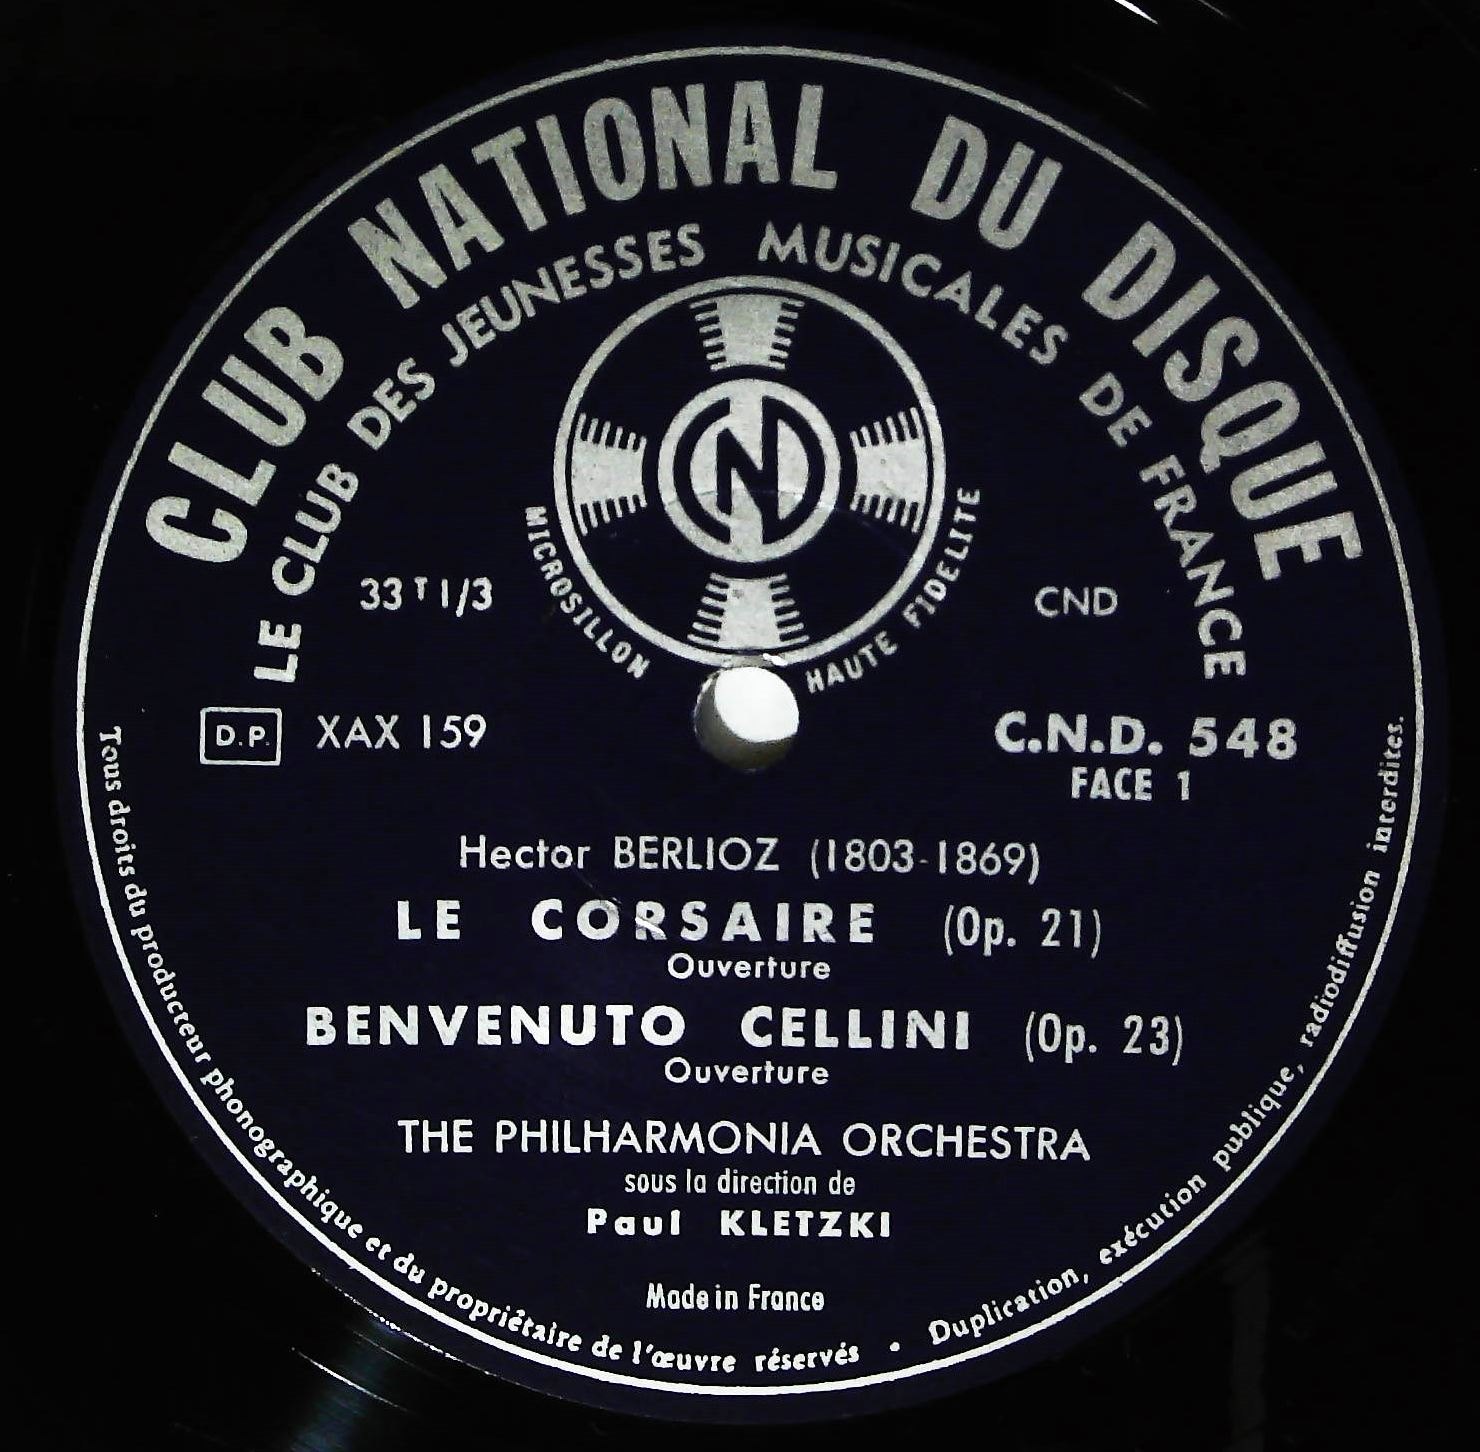 CLUB NATIONAL DU DISQUE
LE CLUB DES JEUNESSES MUSICALES DE FRANCE
N
MICROSILLON HAUTE FIDELITE
33 T 1/3
CND
D.P. XAX 159
C.N.D. 548
FACE 1
Hector BERLIOZ (1803-1869)
LE CORSAIRE (Op. 21)
Ouverture
BENVENUTO CELLINI (Op. 23)
Ouverture
THE PHILHARMONIA ORCHESTRA
sous la direction de
Paul KLETZKI
Made in France
Tous droits du producteur phonographique et du propriétaire de l'œuvre réservés • Duplication, exécution publique, radiodiffusion interdites.